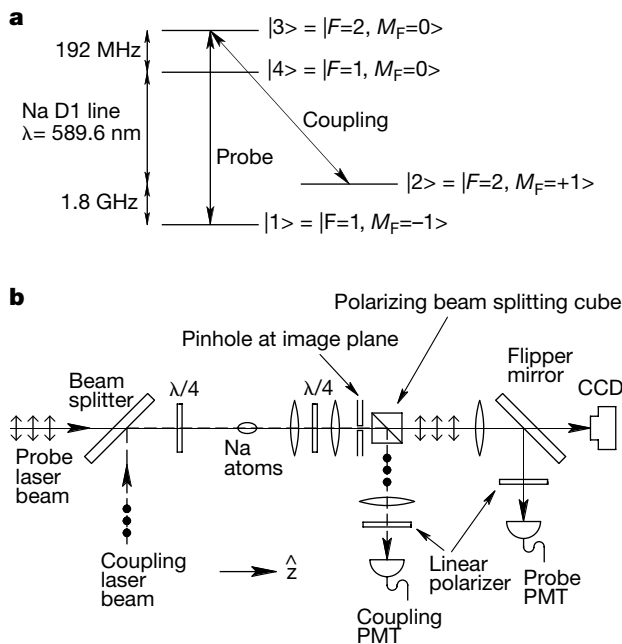 a
|3> = |F=2, M_F=0>
192 MHz
|4> = |F=1, M_F=0>
Na D1 line
λ= 589.6 nm
Coupling
Probe
|2> = |F=2, M_F=+1>
1.8 GHz
|1> = |F=1, M_F=–1>
b
Polarizing beam splitting cube
Pinhole at image plane
Flipper
mirror
Beam
splitter
λ/4
λ/4
CCD
Probe
laser
beam
Na
atoms
Coupling
laser
beam
ẑ
Linear
polarizer
Probe
PMT
Coupling
PMT